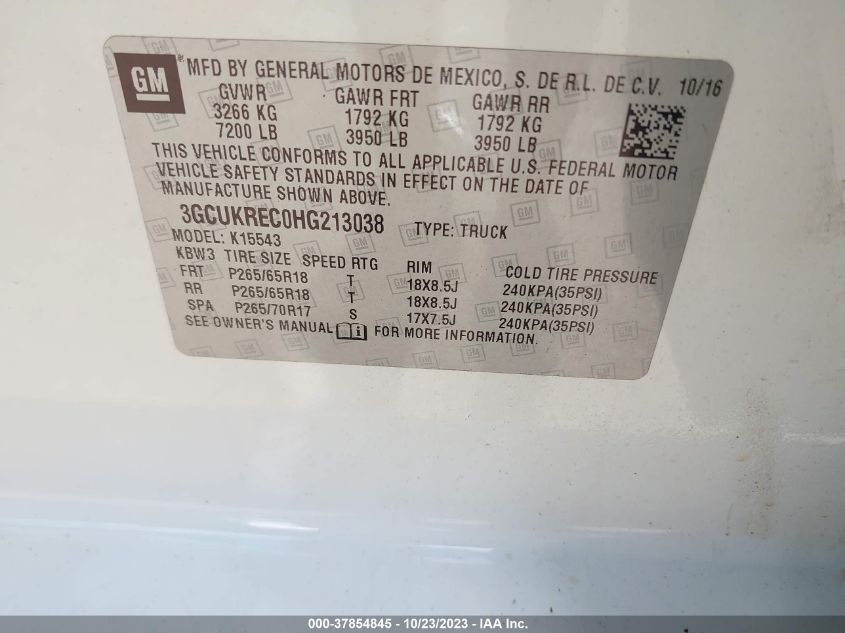 GM ® MFD BY GENERAL MOTORS DE MEXICO, S. DE R.L. DE C.V. 10/16
GVWR GAWR FRT GAWR RR
3266 KG 1792 KG 1792 KG
7200 LB 3950 LB 3950 LB
THIS VEHICLE CONFORMS TO ALL APPLICABLE U.S. FEDERAL MOTOR
VEHICLE SAFETY STANDARDS IN EFFECT ON THE DATE OF
MANUFACTURE SHOWN ABOVE.
3GCUKREC0HG213038 TYPE: TRUCK
MODEL: K15543
KBW3 TIRE SIZE SPEED RTG RIM COLD TIRE PRESSURE
FRT P265/65R18 T 18X8.5J 240KPA(35PSI)
RR P265/65R18 T 18X8.5J 240KPA(35PSI)
SPA P265/70R17 S 17X7.5J 240KPA(35PSI)
SEE OWNER'S MANUAL i FOR MORE INFORMATION.
000-37854845 - 10/23/2023 - IAA Inc.